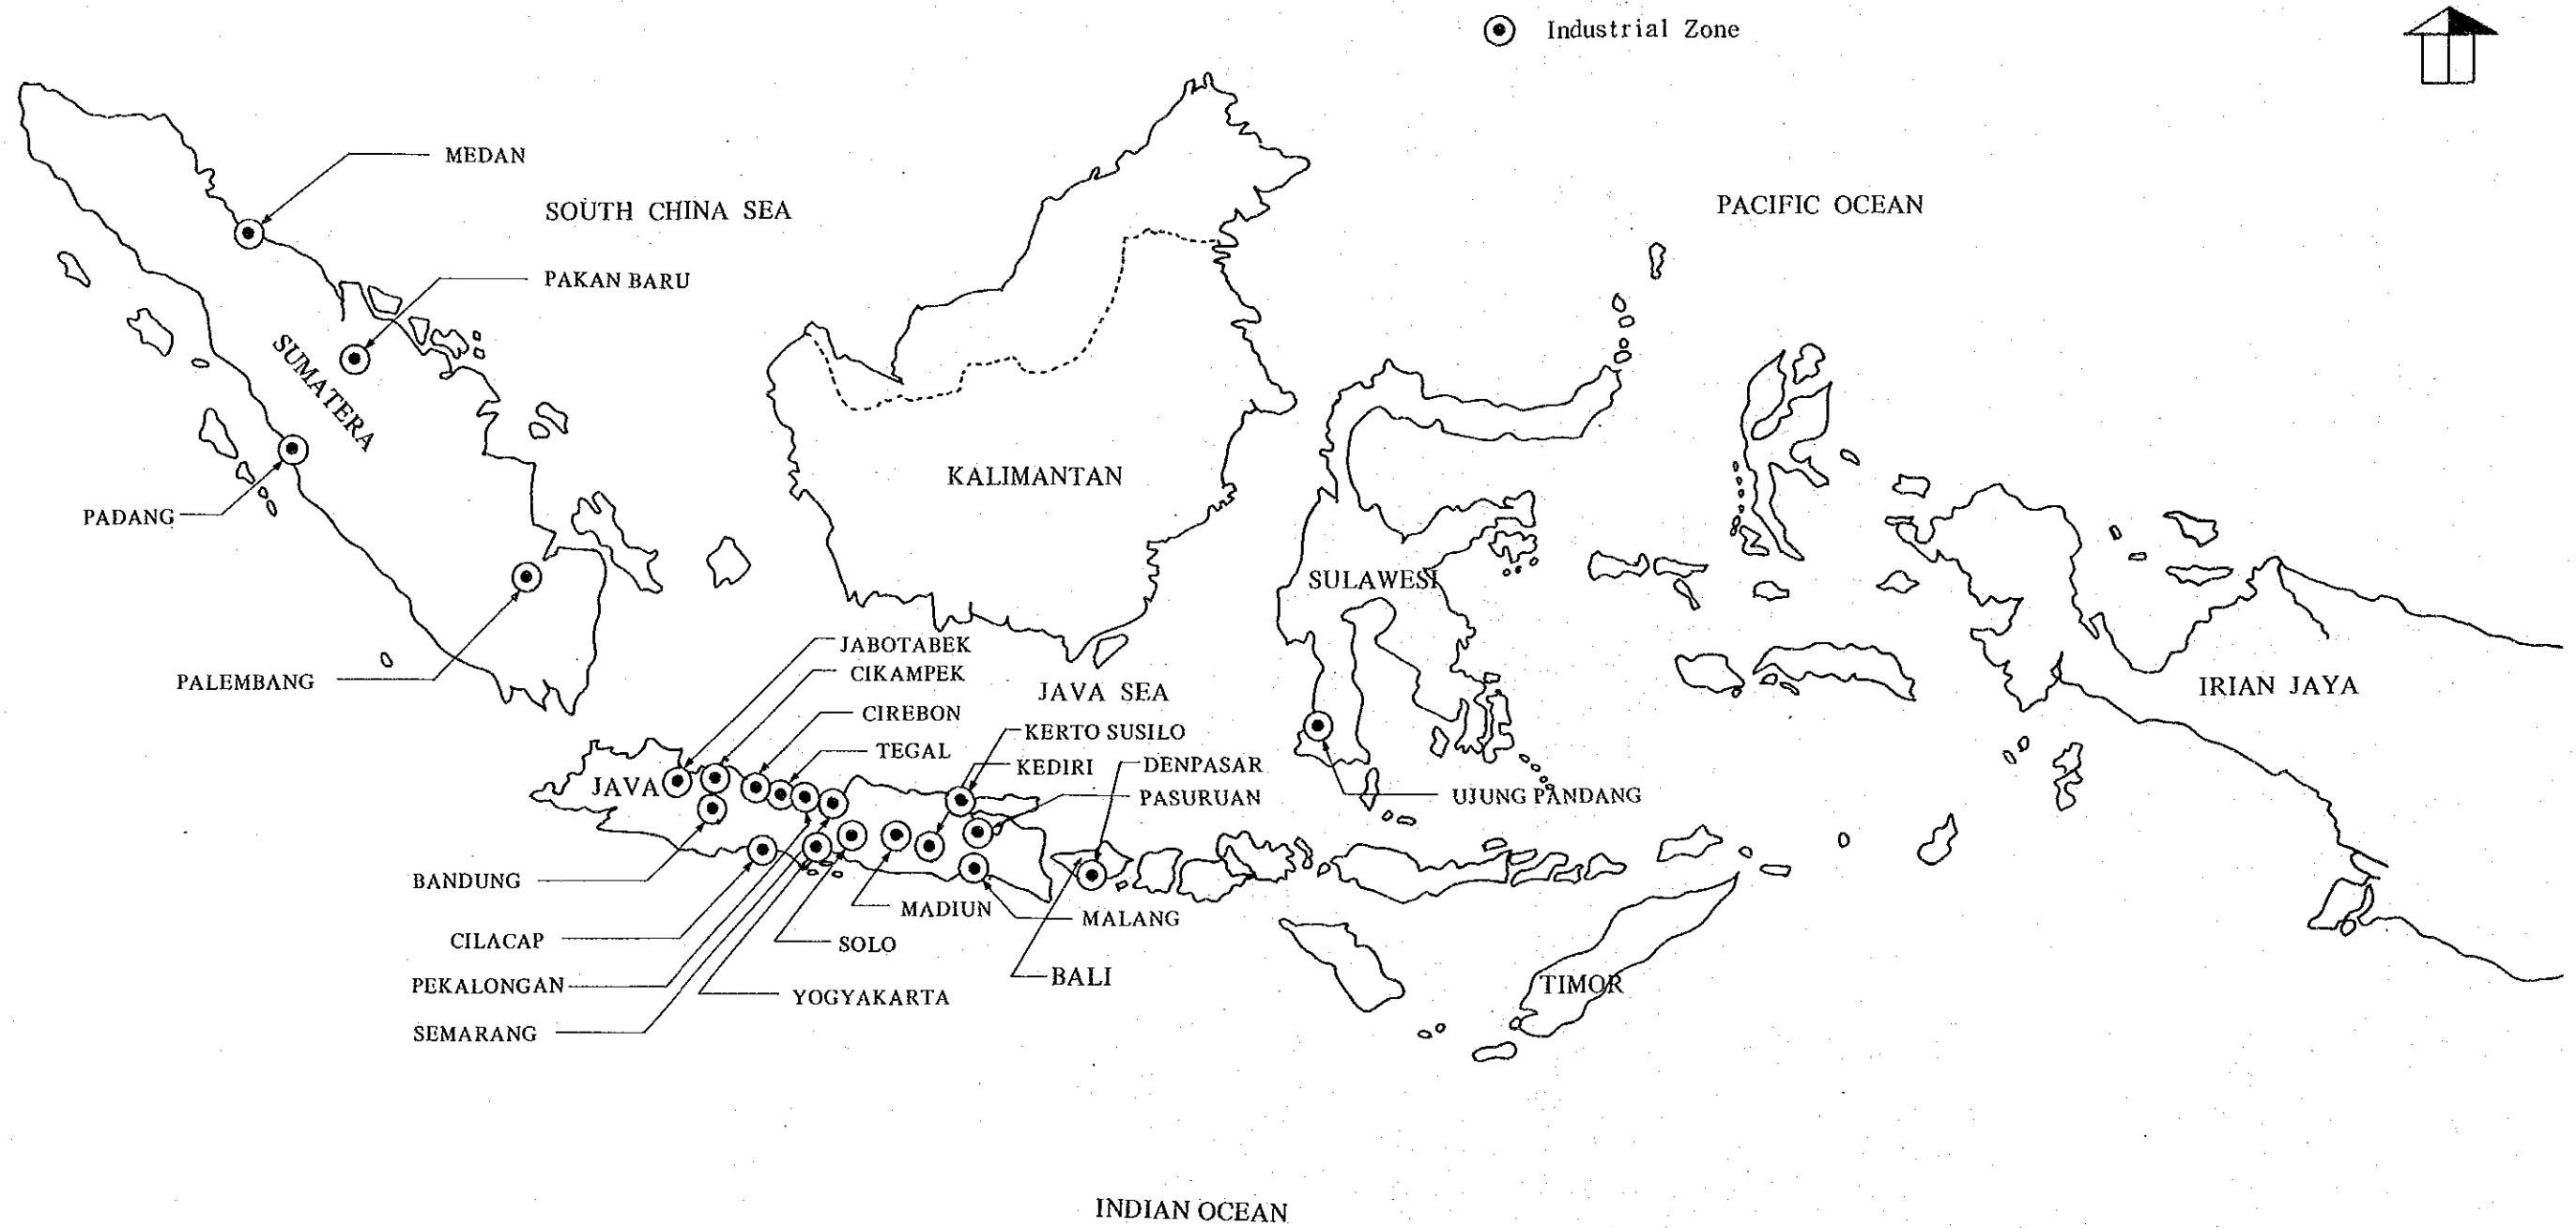 Industrial Zone
MEDAN
SOUTH CHINA SEA
PACIFIC OCEAN
PAKAN BARU
SUMATERA
KALIMANTAN
PADANG
SULAWESI
JABOTABEK
CIKAMPEK
PALEMBANG
JAVA SEA
IRIAN JAYA
CIREBON
KERTO SUSILO
TEGAL
KEDIRI
DENPASAR
JAVA
PASURUAN
UJUNG PANDANG
BANDUNG
MADIUN
MALANG
CILACAP
SOLO
BALI
PEKALONGAN
TIMOR
YOGYAKARTA
SEMARANG
INDIAN OCEAN